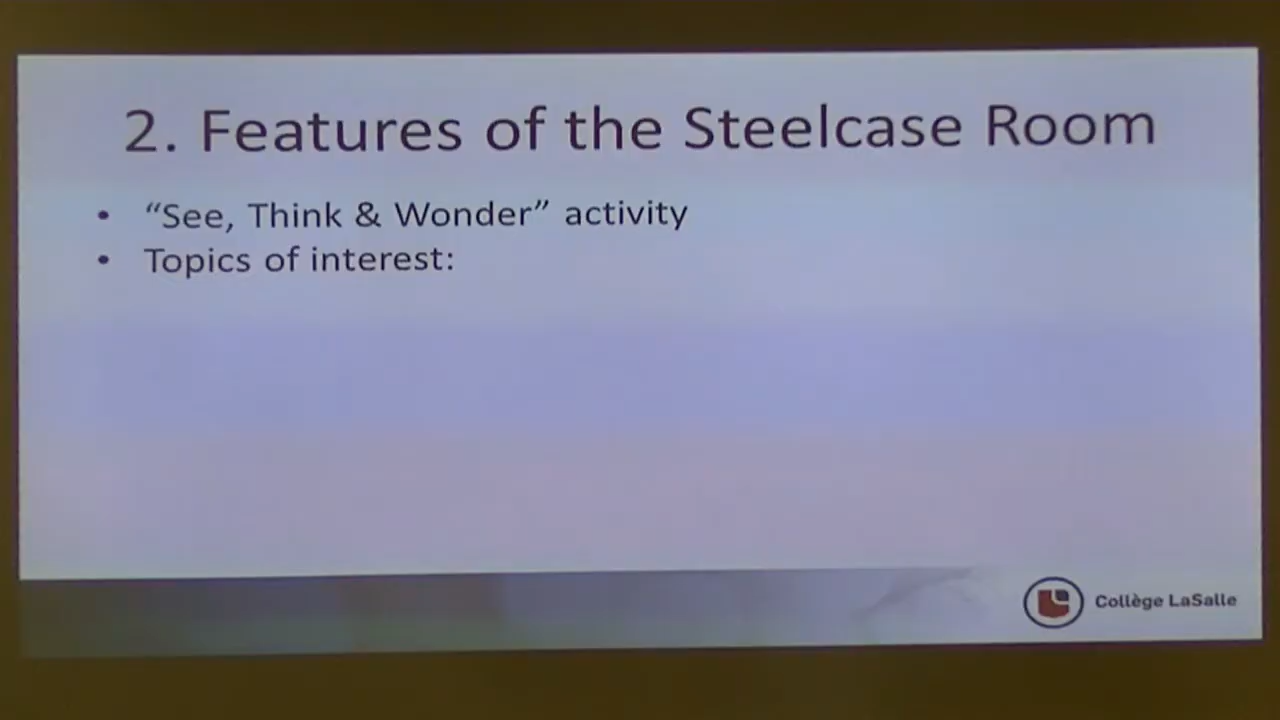 2. Features of the Steelcase Room
• “See, Think & Wonder” activity
• Topics of interest:
Collège LaSalle